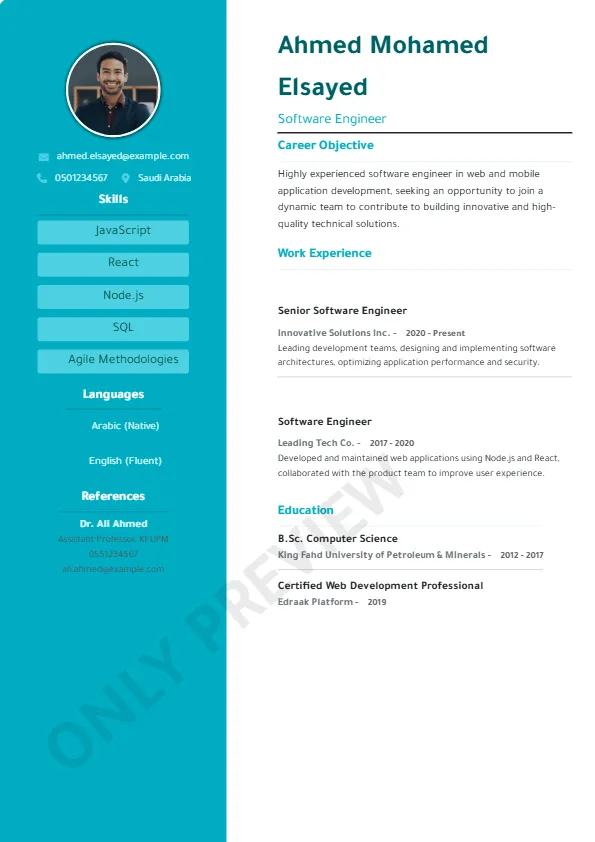 ahmed.elsayed@example.com
0501234567 Saudi Arabia
Skills
JavaScript
React
Node.js
SQL
Agile Methodologies
Languages
Arabic (Native)
English (Fluent)
References
Dr. Ali Ahmed
Assistant Professor, KFUPM
0551234567
ali.ahmed@example.com
Ahmed Mohamed
Elsayed
Software Engineer
Career Objective
Highly experienced software engineer in web and mobile
application development, seeking an opportunity to join a
dynamic team to contribute to building innovative and high-
quality technical solutions.
Work Experience
Senior Software Engineer
Innovative Solutions Inc. - 2020 - Present
Leading development teams, designing and implementing software
architectures, optimizing application performance and security.
Software Engineer
Leading Tech Co. - 2017 - 2020
Developed and maintained web applications using Node.js and React,
collaborated with the product team to improve user experience.
Education
B.Sc. Computer Science
King Fahd University of Petroleum & Minerals - 2012 - 2017
Certified Web Development Professional
Edraak Platform - 2019
ONLY PREVIEW